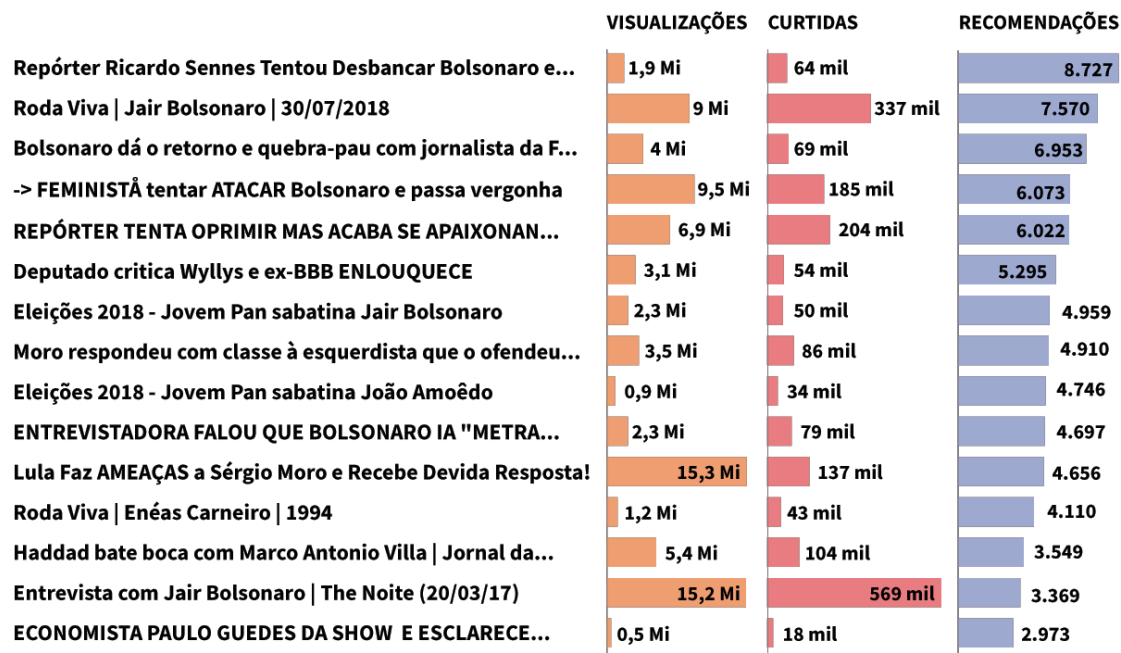 VISUALIZAÇÕES CURTIDAS RECOMENDAÇÕES
Repórter Ricardo Sennes Tentou Desbancar Bolsonaro e... 1,9 Mi 64 mil 8.727
Roda Viva | Jair Bolsonaro | 30/07/2018 9 Mi 337 mil 7.570
Bolsonaro dá o retorno e quebra-pau com jornalista da F... 4 Mi 69 mil 6.953
-> FEMINISTÅ tentar ATACAR Bolsonaro e passa vergonha 9,5 Mi 185 mil 6.073
REPÓRTER TENTA OPRIMIR MAS ACABA SE APAIXONAN... 6,9 Mi 204 mil 6.022
Deputado critica Wyllys e ex-BBB ENLOUQUECE 3,1 Mi 54 mil 5.295
Eleições 2018 - Jovem Pan sabatina Jair Bolsonaro 2,3 Mi 50 mil 4.959
Moro respondeu com classe à esquerdista que o ofendeu... 3,5 Mi 86 mil 4.910
Eleições 2018 - Jovem Pan sabatina João Amoêdo 0,9 Mi 34 mil 4.746
ENTREVISTADORA FALOU QUE BOLSONARO IA "METRA... 2,3 Mi 79 mil 4.697
Lula Faz AMEAÇAS a Sérgio Moro e Recebe Devida Resposta! 15,3 Mi 137 mil 4.656
Roda Viva | Enéas Carneiro | 1994 1,2 Mi 43 mil 4.110
Haddad bate boca com Marco Antonio Villa | Jornal da... 5,4 Mi 104 mil 3.549
Entrevista com Jair Bolsonaro | The Noite (20/03/17) 15,2 Mi 569 mil 3.369
ECONOMISTA PAULO GUEDES DA SHOW E ESCLARECE... 0,5 Mi 18 mil 2.973